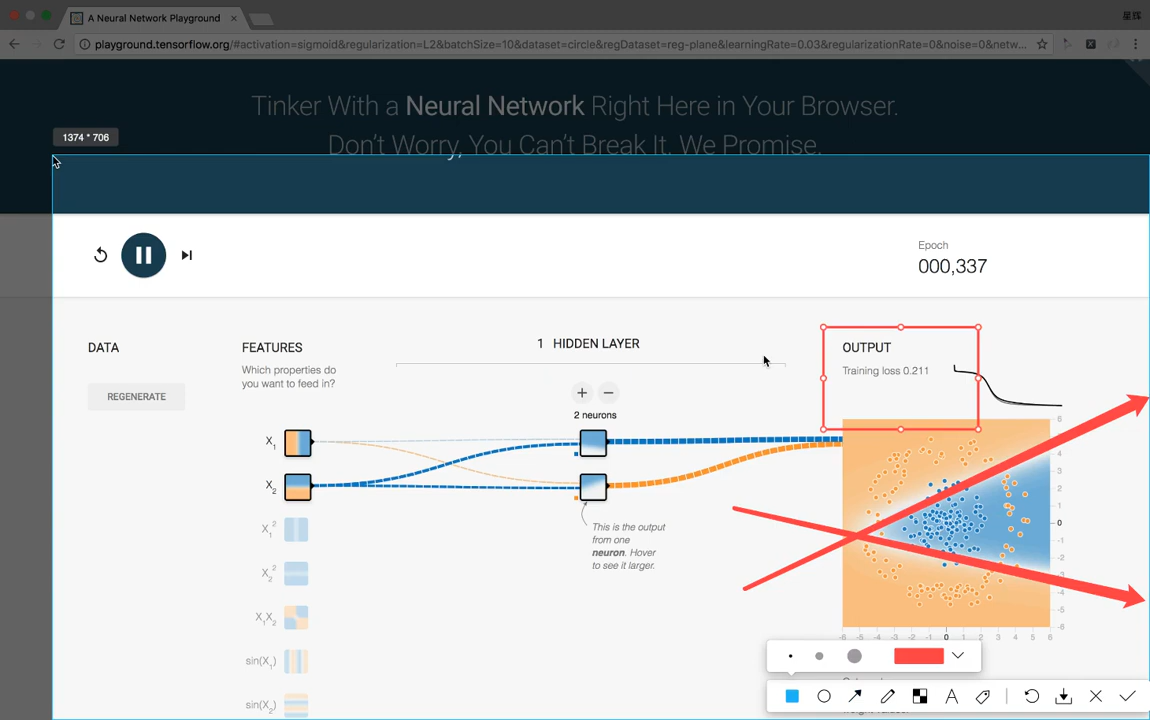 A Neural Network Playground
星辉
playground.tensorflow.org/#activation=sigmoid&regularization=L2&batchSize=10&dataset=circle&regDataset=reg-plane&learningRate=0.03&regularizationRate=0&noise=0&netw...
Tinker With a Neural Network Right Here in Your Browser.
Don't Worry, You Can't Break It. We Promise.
1374 * 706
Epoch
000,337
DATA
FEATURES
1 HIDDEN LAYER
OUTPUT
Which properties do
you want to feed in?
Training loss 0.211
REGENERATE
+ −
2 neurons
X1
X2
X1²
X2²
X1X2
sin(X1)
sin(X2)
This is the output
from one
neuron. Hover
to see it larger.
6
4
3
2
1
0
-1
-2
-4
-5
-6
-6 -5 -4 -3 -2 -1 0 1 2 3 4 5 6
A